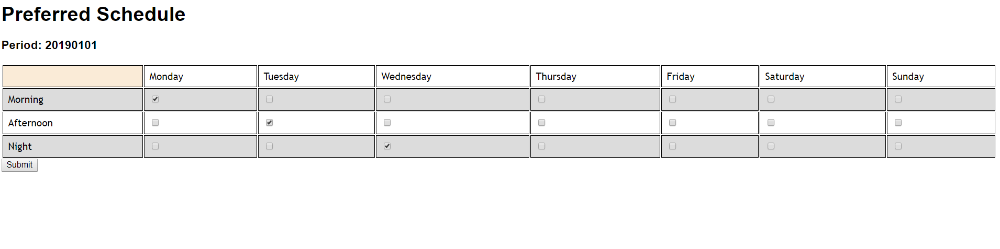 Preferred Schedule
Period: 20190101
Monday Tuesday Wednesday Thursday Friday Saturday Sunday
Morning
Afternoon
Night
Submit